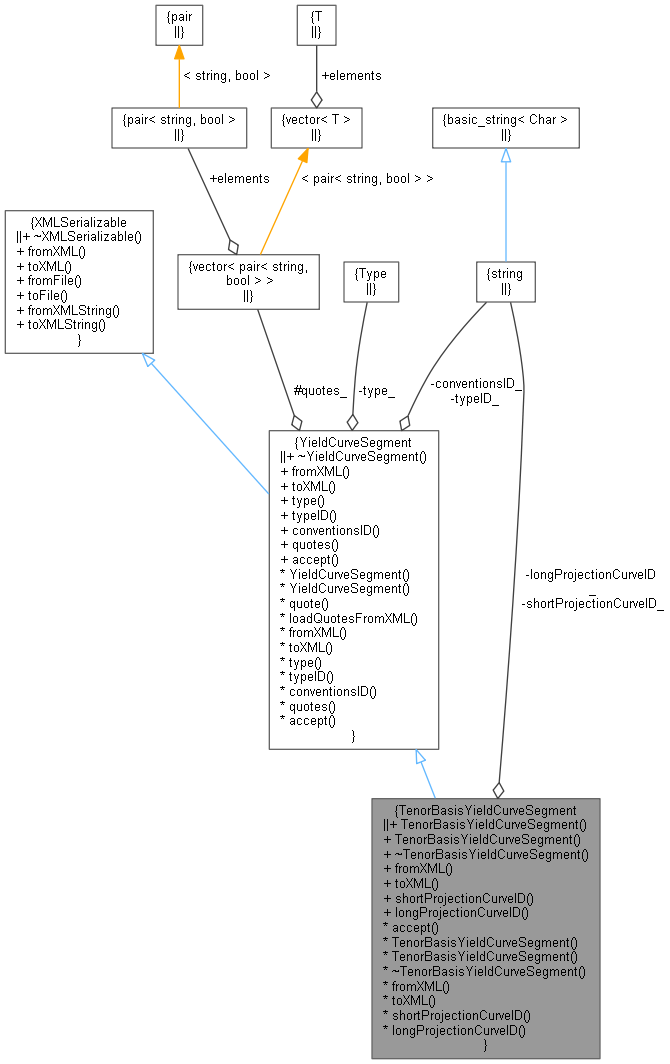 {pair
||}
{T
||}
< string, bool >
+elements
{pair< string, bool >
||}
{vector< T >
||}
{basic_string< Char >
||}
+elements
< pair< string, bool > >
{XMLSerializable
||+ ~XMLSerializable()
+ fromXML()
+ toXML()
+ fromFile()
+ toFile()
+ fromXMLString()
+ toXMLString()
}
{vector< pair< string,
bool > >
||}
{Type
||}
{string
||}
#quotes_
-type_
-conventionsID_
-typeID_
{YieldCurveSegment
||+ ~YieldCurveSegment()
+ fromXML()
+ toXML()
+ type()
+ typeID()
+ conventionsID()
+ quotes()
+ accept()
* YieldCurveSegment()
* YieldCurveSegment()
* quote()
* loadQuotesFromXML()
* fromXML()
* toXML()
* type()
* typeID()
* conventionsID()
* quotes()
* accept()
}
-longProjectionCurveID
_
-shortProjectionCurveID_
{TenorBasisYieldCurveSegment
||+ TenorBasisYieldCurveSegment()
+ TenorBasisYieldCurveSegment()
+ ~TenorBasisYieldCurveSegment()
+ fromXML()
+ toXML()
+ shortProjectionCurveID()
+ longProjectionCurveID()
* accept()
* TenorBasisYieldCurveSegment()
* TenorBasisYieldCurveSegment()
* ~TenorBasisYieldCurveSegment()
* fromXML()
* toXML()
* shortProjectionCurveID()
* longProjectionCurveID()
}